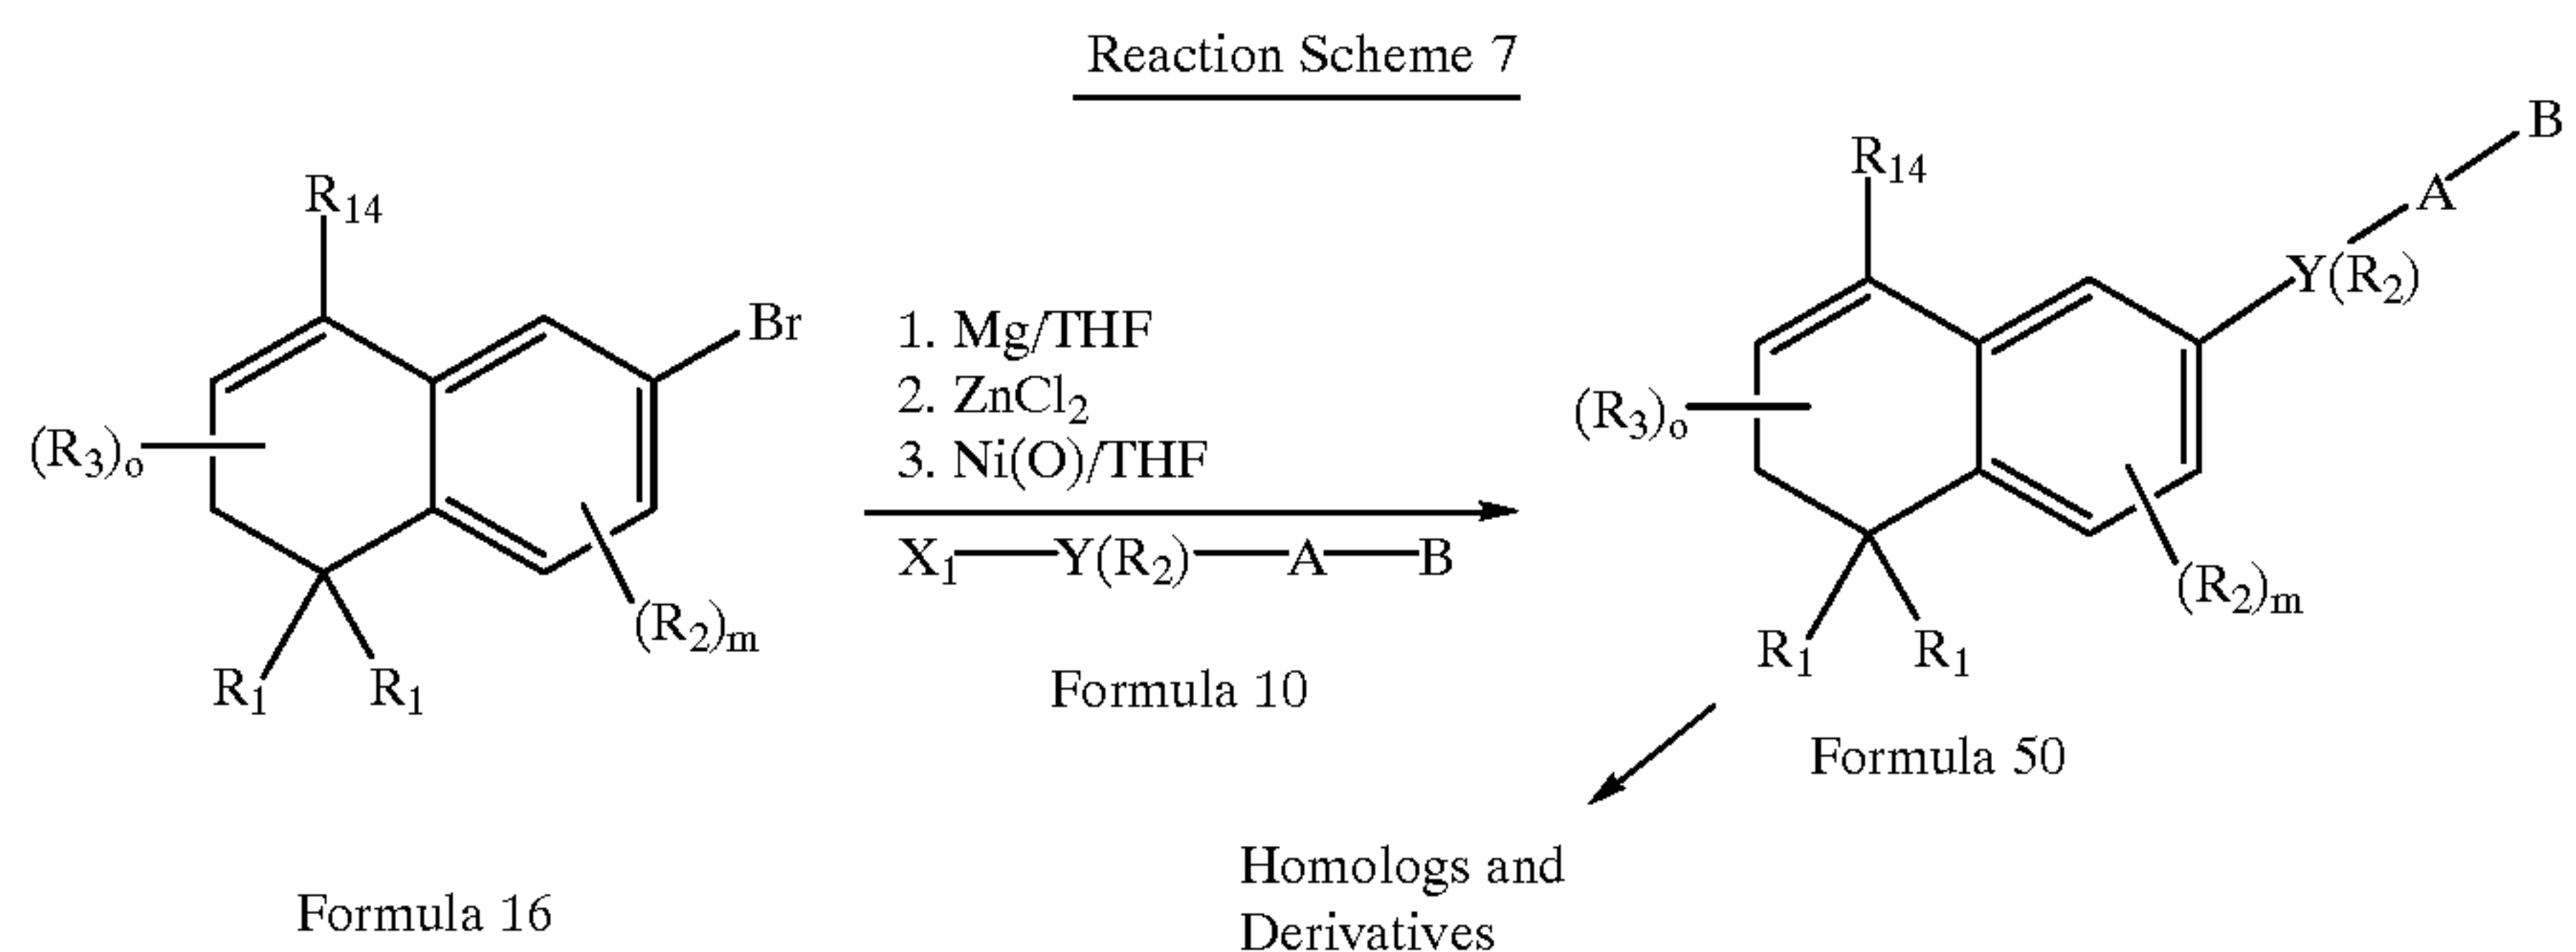 Reaction Scheme 7
R14
Br
(R3)o
(R2)m
R1 R1
Formula 16
1. Mg/THF
2. ZnCl2
3. Ni(O)/THF
X1—Y(R2)—A—B
Formula 10
B
A
R14
Y(R2)
(R3)o
(R2)m
R1 R1
Formula 50
Homologs and
Derivatives